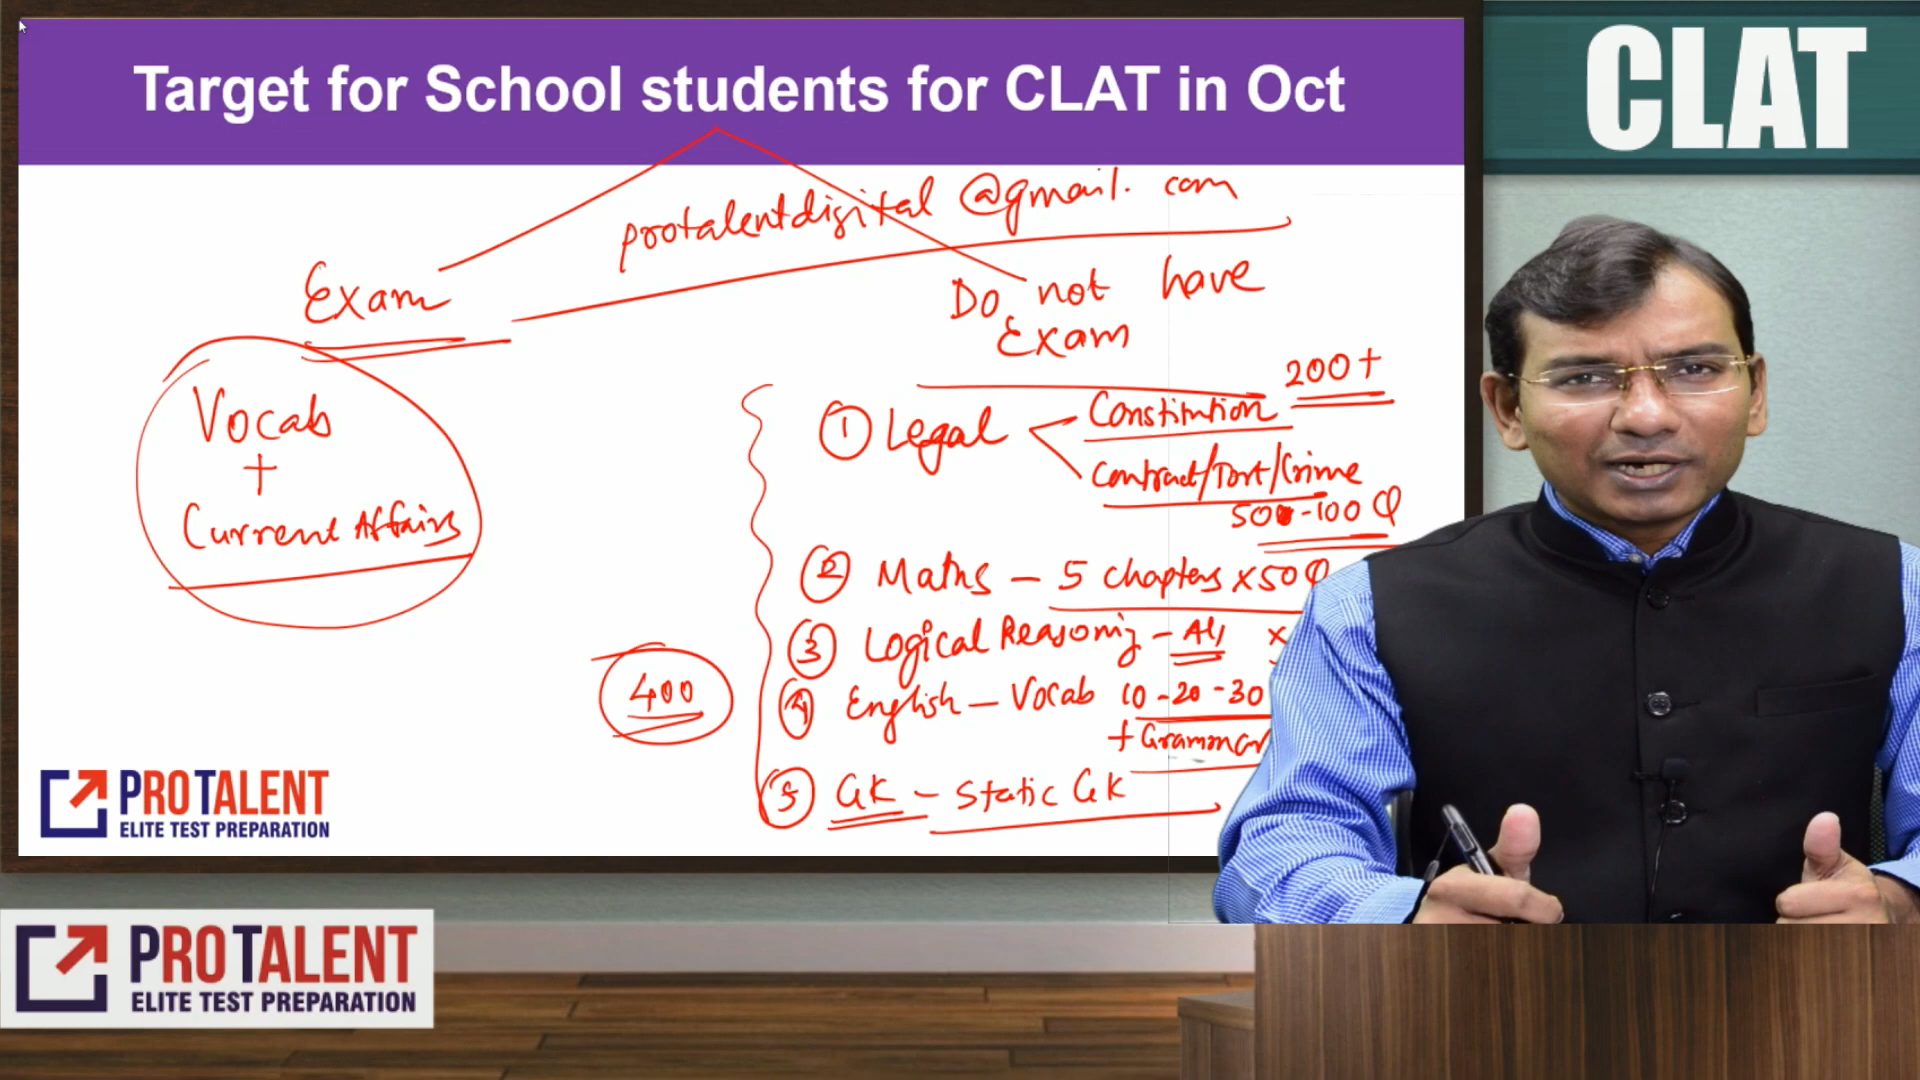 Target for School students for CLAT in Oct
CLAT
protalentdigital @gmail. com
Exam
Do not have
Exam
Vocab
+
Current Affairs
200+
① Legal
Constitution
Contract/Tort/Crime
-100 Q
② Maths – 5 chapters x50Q
③ Logical Reasoning – All x
④ English – Vocab 10-20-30
+ Grammar
400
⑤ GK – Static GK
PROTALENT
ELITE TEST PREPARATION
PROTALENT
ELITE TEST PREPARATION